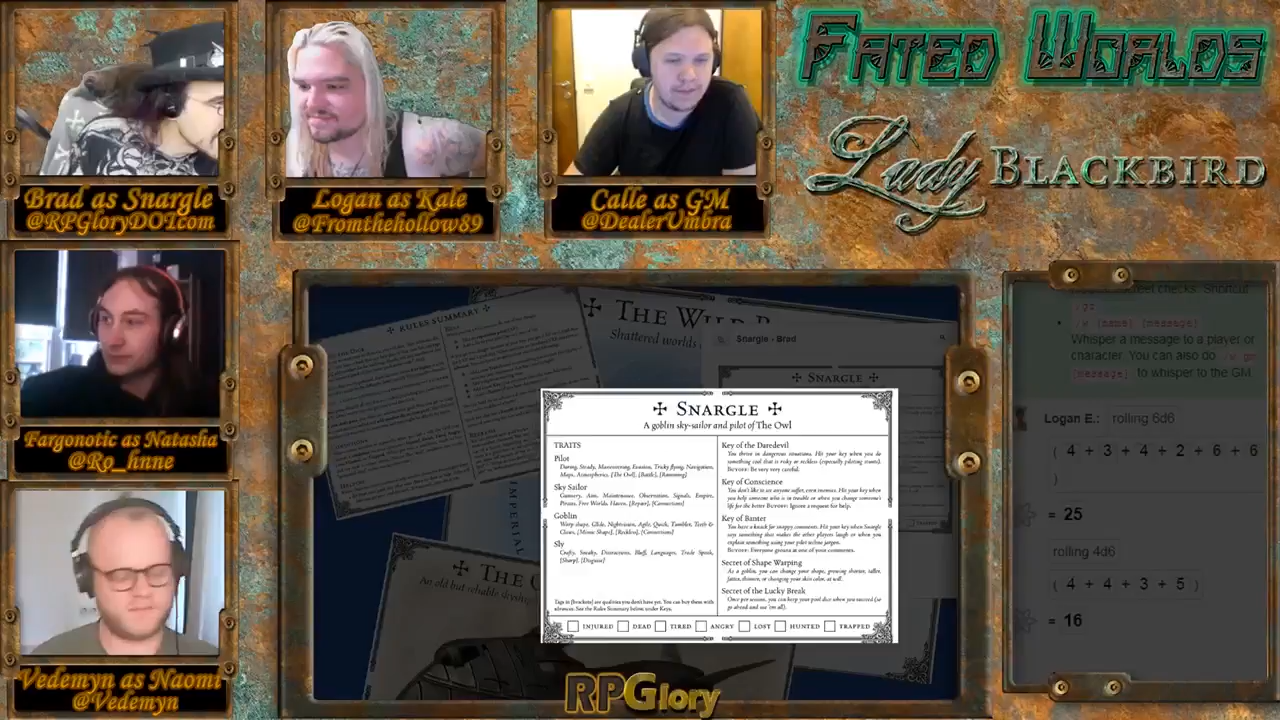 FATED WORLDS
Lady BLACKBIRD
Brad as Snargle
@RPGloryDOTcom
Logan as Kale
@Fromthehollow89
Calle as GM
@DealerUmbra
Fargonotic as Natasha
@Ro_hnne
Vedemyn as Naomi
@Vedemyn
RULES SUMMARY
THE WILD B
Shattered worlds
Snargle - Brad
SNARGLE
IMPERIAL
THE O
An old but reliable skyship
SNARGLE
A goblin sky-sailor and pilot of The Owl
TRAITS
Pilot
Daring, Steady, Maneuvering, Evasion, Tricky flying, Navigation,
Maps, Atmospherics, [The Owl], [Battle], [Ramming]
Sky Sailor
Gunnery, Aim, Maintenance, Observation, Signals, Empire,
Pirates, Free Worlds, Haven, [Repair], [Connections]
Goblin
Warp shape, Glide, Nightvision, Agile, Quick, Tumbler, Teeth &
Claws, [Mimic Shape], [Reckless], [Connections]
Sly
Crafty, Sneaky, Distractions, Bluff, Languages, Trade Speak,
[Sharp], [Disguise]
Tags in [brackets] are qualities you don't have yet. You can buy them with
advances. See the Rules Summary below, under Keys.
Key of the Daredevil
You thrive in dangerous situations. Hit your key when you do
something cool that is risky or reckless (especially piloting stunts).
BUYOFF: Be very very careful.
Key of Conscience
You don't like to see anyone suffer, even enemies. Hit your key when
you help someone who is in trouble or when you change someone's
life for the better BUYOFF: Ignore a request for help.
Key of Banter
You have a knack for snappy comments. Hit your key when Snargle
says something that makes the other players laugh or when you
explain something using your pilot techno jargon.
BUYOFF: Everyone groans at one of your comments.
Secret of Shape Warping
As a goblin, you can change your shape, growing shorter, taller,
fatter, thinner, or changing your skin color, at will.
Secret of the Lucky Break
Once per session, you can keep your pool dice when you succeed (so
go ahead and use 'em all).
INJURED DEAD TIRED ANGRY LOST HUNTED TRAPPED
/w [name] [message]
Whisper a message to a player or
character. You can also do /w gm
[message] to whisper to the GM
Logan E.: rolling 6d6
( 4 + 3 + 4 + 2 + 6 + 6
)
= 25
rolling 4d6
( 4 + 4 + 3 + 5 )
= 16
RPGlory